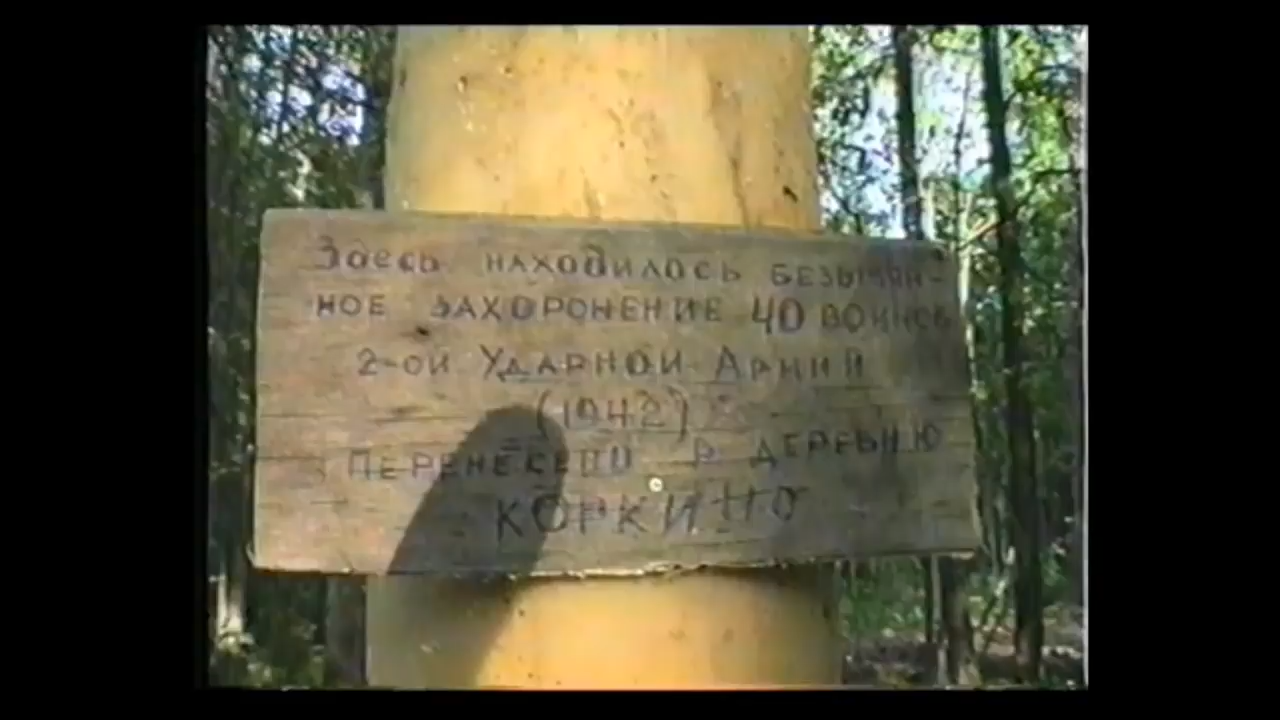 Здесь находилось безымян-
ное захоронение 40 воинов
2-ой Ударной Армии
(1942)
Перенесено в деревню
КОРКИНО